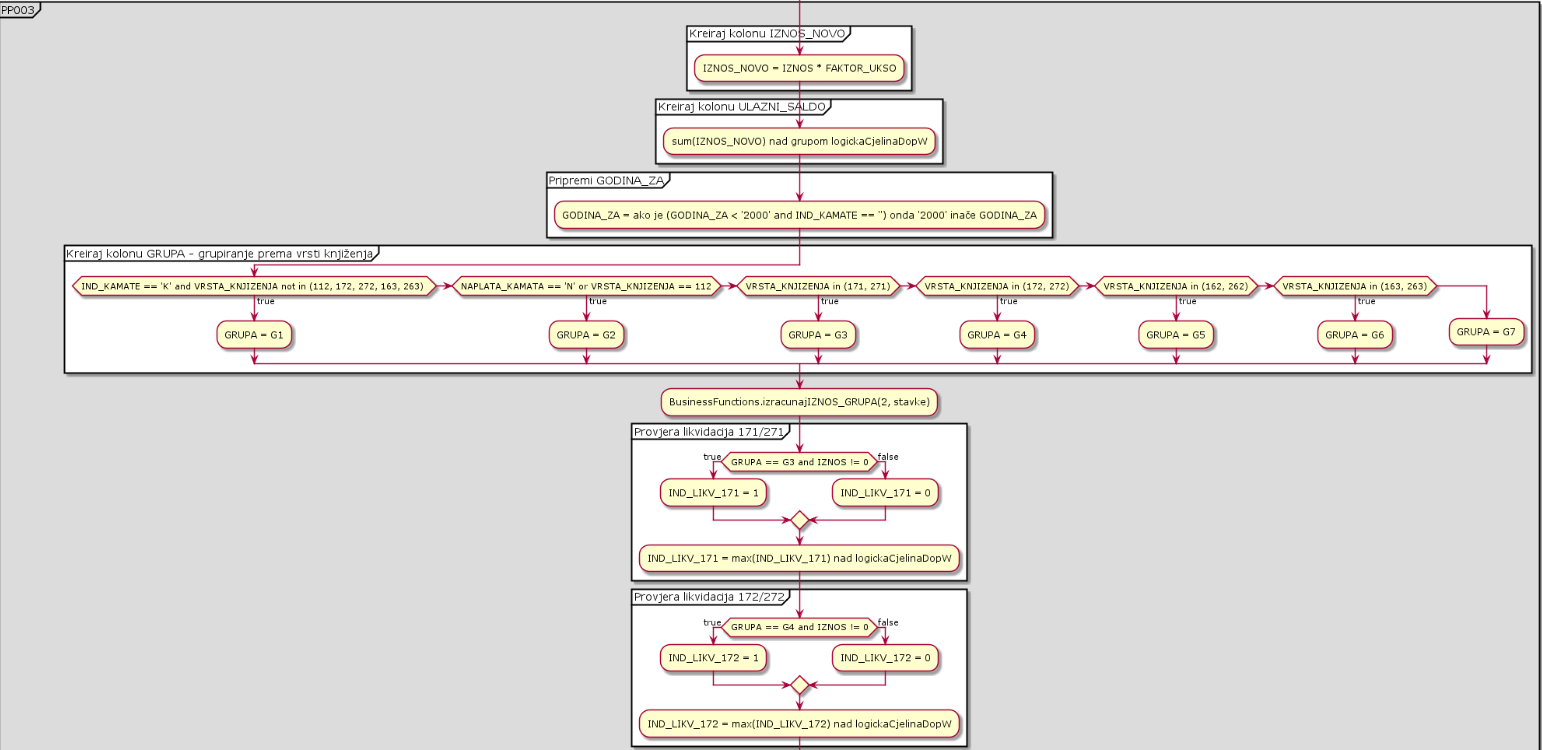 PP003
Kreiraj kolonu IZNOS_NOVO
IZNOS_NOVO = IZNOS * FAKTOR_UKSO
Kreiraj kolonu ULAZNI_SALDO
sum(IZNOS_NOVO) nad grupom logickaCjelinaDopW
Pripremi GODINA_ZA
GODINA_ZA = ako je (GODINA_ZA < '2000' and IND_KAMATE == '') onda '2000' inače GODINA_ZA
Kreiraj kolonu GRUPA - grupiranje prema vrsti knjiženja
IND_KAMATE == 'K' and VRSTA_KNJIZENJA not in (112, 172, 272, 163, 263)
NAPLATA_KAMATA == 'N' or VRSTA_KNJIZENJA == 112
VRSTA_KNJIZENJA in (171, 271)
VRSTA_KNJIZENJA in (172, 272)
VRSTA_KNJIZENJA in (162, 262)
VRSTA_KNJIZENJA in (163, 263)
true
true
true
true
true
true
GRUPA = G1
GRUPA = G2
GRUPA = G3
GRUPA = G4
GRUPA = G5
GRUPA = G6
GRUPA = G7
BusinessFunctions.izracunajIZNOS_GRUPA(2, stavke)
Provjera likvidacija 171/271
true
GRUPA == G3 and IZNOS != 0
false
IND_LIKV_171 = 1
IND_LIKV_171 = 0
IND_LIKV_171 = max(IND_LIKV_171) nad logickaCjelinaDopW
Provjera likvidacija 172/272
true
GRUPA == G4 and IZNOS != 0
false
IND_LIKV_172 = 1
IND_LIKV_172 = 0
IND_LIKV_172 = max(IND_LIKV_172) nad logickaCjelinaDopW